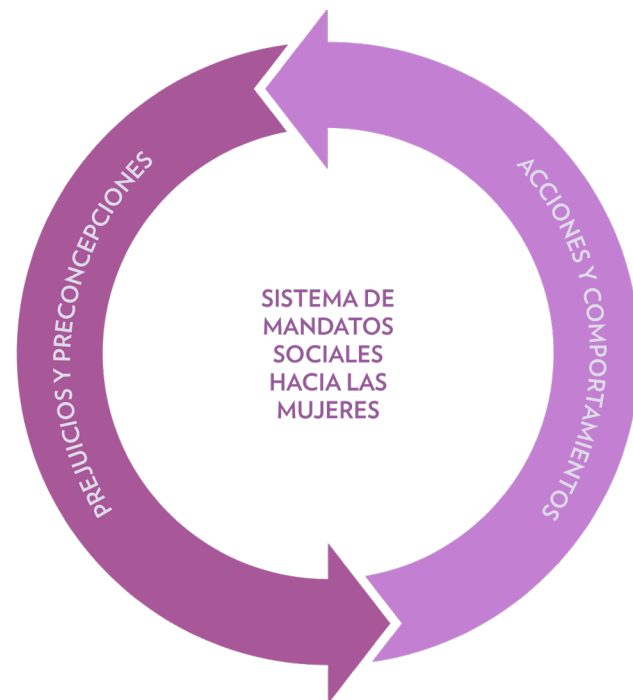 PREJUICIOS Y PRECONCEPCIONES
ACCIONES Y COMPORTAMIENTOS
SISTEMA DE
MANDATOS
SOCIALES
HACIA LAS
MUJERES